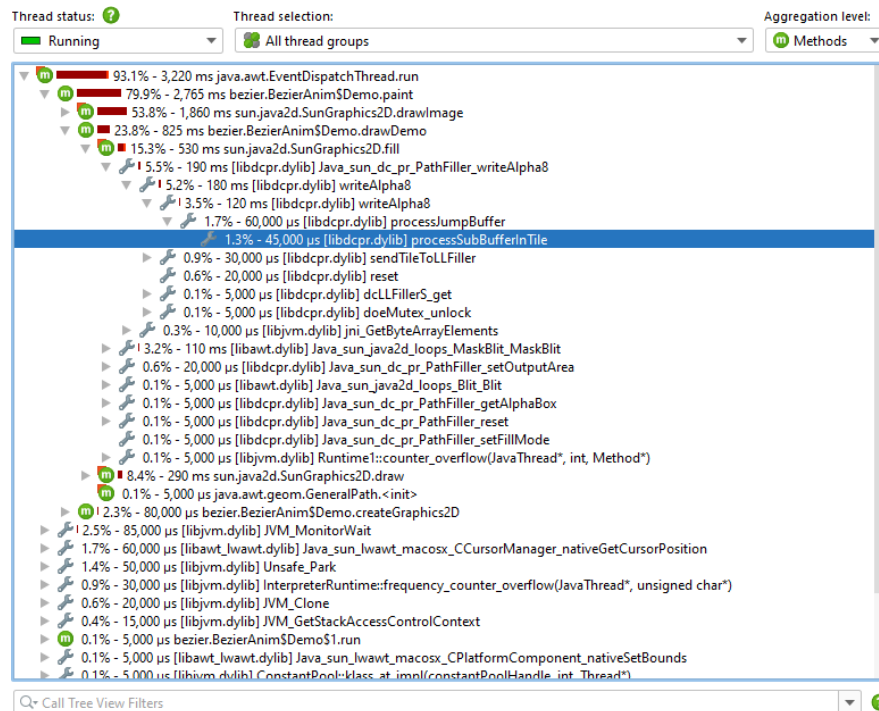 Thread status: ? Thread selection: Aggregation level:
Running All thread groups m Methods
m 93.1% - 3,220 ms java.awt.EventDispatchThread.run
m 79.9% - 2,765 ms bezier.BezierAnim$Demo.paint
m 53.8% - 1,860 ms sun.java2d.SunGraphics2D.drawImage
m 23.8% - 825 ms bezier.BezierAnim$Demo.drawDemo
m 15.3% - 530 ms sun.java2d.SunGraphics2D.fill
5.5% - 190 ms [libdcpr.dylib] Java_sun_dc_pr_PathFiller_writeAlpha8
5.2% - 180 ms [libdcpr.dylib] writeAlpha8
3.5% - 120 ms [libdcpr.dylib] writeAlpha8
1.7% - 60,000 µs [libdcpr.dylib] processJumpBuffer
1.3% - 45,000 µs [libdcpr.dylib] processSubBufferInTile
0.9% - 30,000 µs [libdcpr.dylib] sendTileToLLFiller
0.6% - 20,000 µs [libdcpr.dylib] reset
0.1% - 5,000 µs [libdcpr.dylib] dcLLFillerS_get
0.1% - 5,000 µs [libdcpr.dylib] doeMutex_unlock
0.3% - 10,000 µs [libjvm.dylib] jni_GetByteArrayElements
3.2% - 110 ms [libawt.dylib] Java_sun_java2d_loops_MaskBlit_MaskBlit
0.6% - 20,000 µs [libdcpr.dylib] Java_sun_dc_pr_PathFiller_setOutputArea
0.1% - 5,000 µs [libawt.dylib] Java_sun_java2d_loops_Blit_Blit
0.1% - 5,000 µs [libdcpr.dylib] Java_sun_dc_pr_PathFiller_getAlphaBox
0.1% - 5,000 µs [libdcpr.dylib] Java_sun_dc_pr_PathFiller_reset
0.1% - 5,000 µs [libdcpr.dylib] Java_sun_dc_pr_PathFiller_setFillMode
0.1% - 5,000 µs [libjvm.dylib] Runtime1::counter_overflow(JavaThread*, int, Method*)
m 8.4% - 290 ms sun.java2d.SunGraphics2D.draw
m 0.1% - 5,000 µs java.awt.geom.GeneralPath.<init>
m 2.3% - 80,000 µs bezier.BezierAnim$Demo.createGraphics2D
2.5% - 85,000 µs [libjvm.dylib] JVM_MonitorWait
1.7% - 60,000 µs [libawt_lwawt.dylib] Java_sun_lwawt_macosx_CCursorManager_nativeGetCursorPosition
1.4% - 50,000 µs [libjvm.dylib] Unsafe_Park
0.9% - 30,000 µs [libjvm.dylib] InterpreterRuntime::frequency_counter_overflow(JavaThread*, unsigned char*)
0.6% - 20,000 µs [libjvm.dylib] JVM_Clone
0.4% - 15,000 µs [libjvm.dylib] JVM_GetStackAccessControlContext
m 0.1% - 5,000 µs bezier.BezierAnim$Demo$1.run
0.1% - 5,000 µs [libawt_lwawt.dylib] Java_sun_lwawt_macosx_CPlatformComponent_nativeSetBounds
0.1% - 5,000 µs [libjvm.dylib] ConstantPool::klass_at_impl(constantPoolHandle, int, Thread*)
Call Tree View Filters